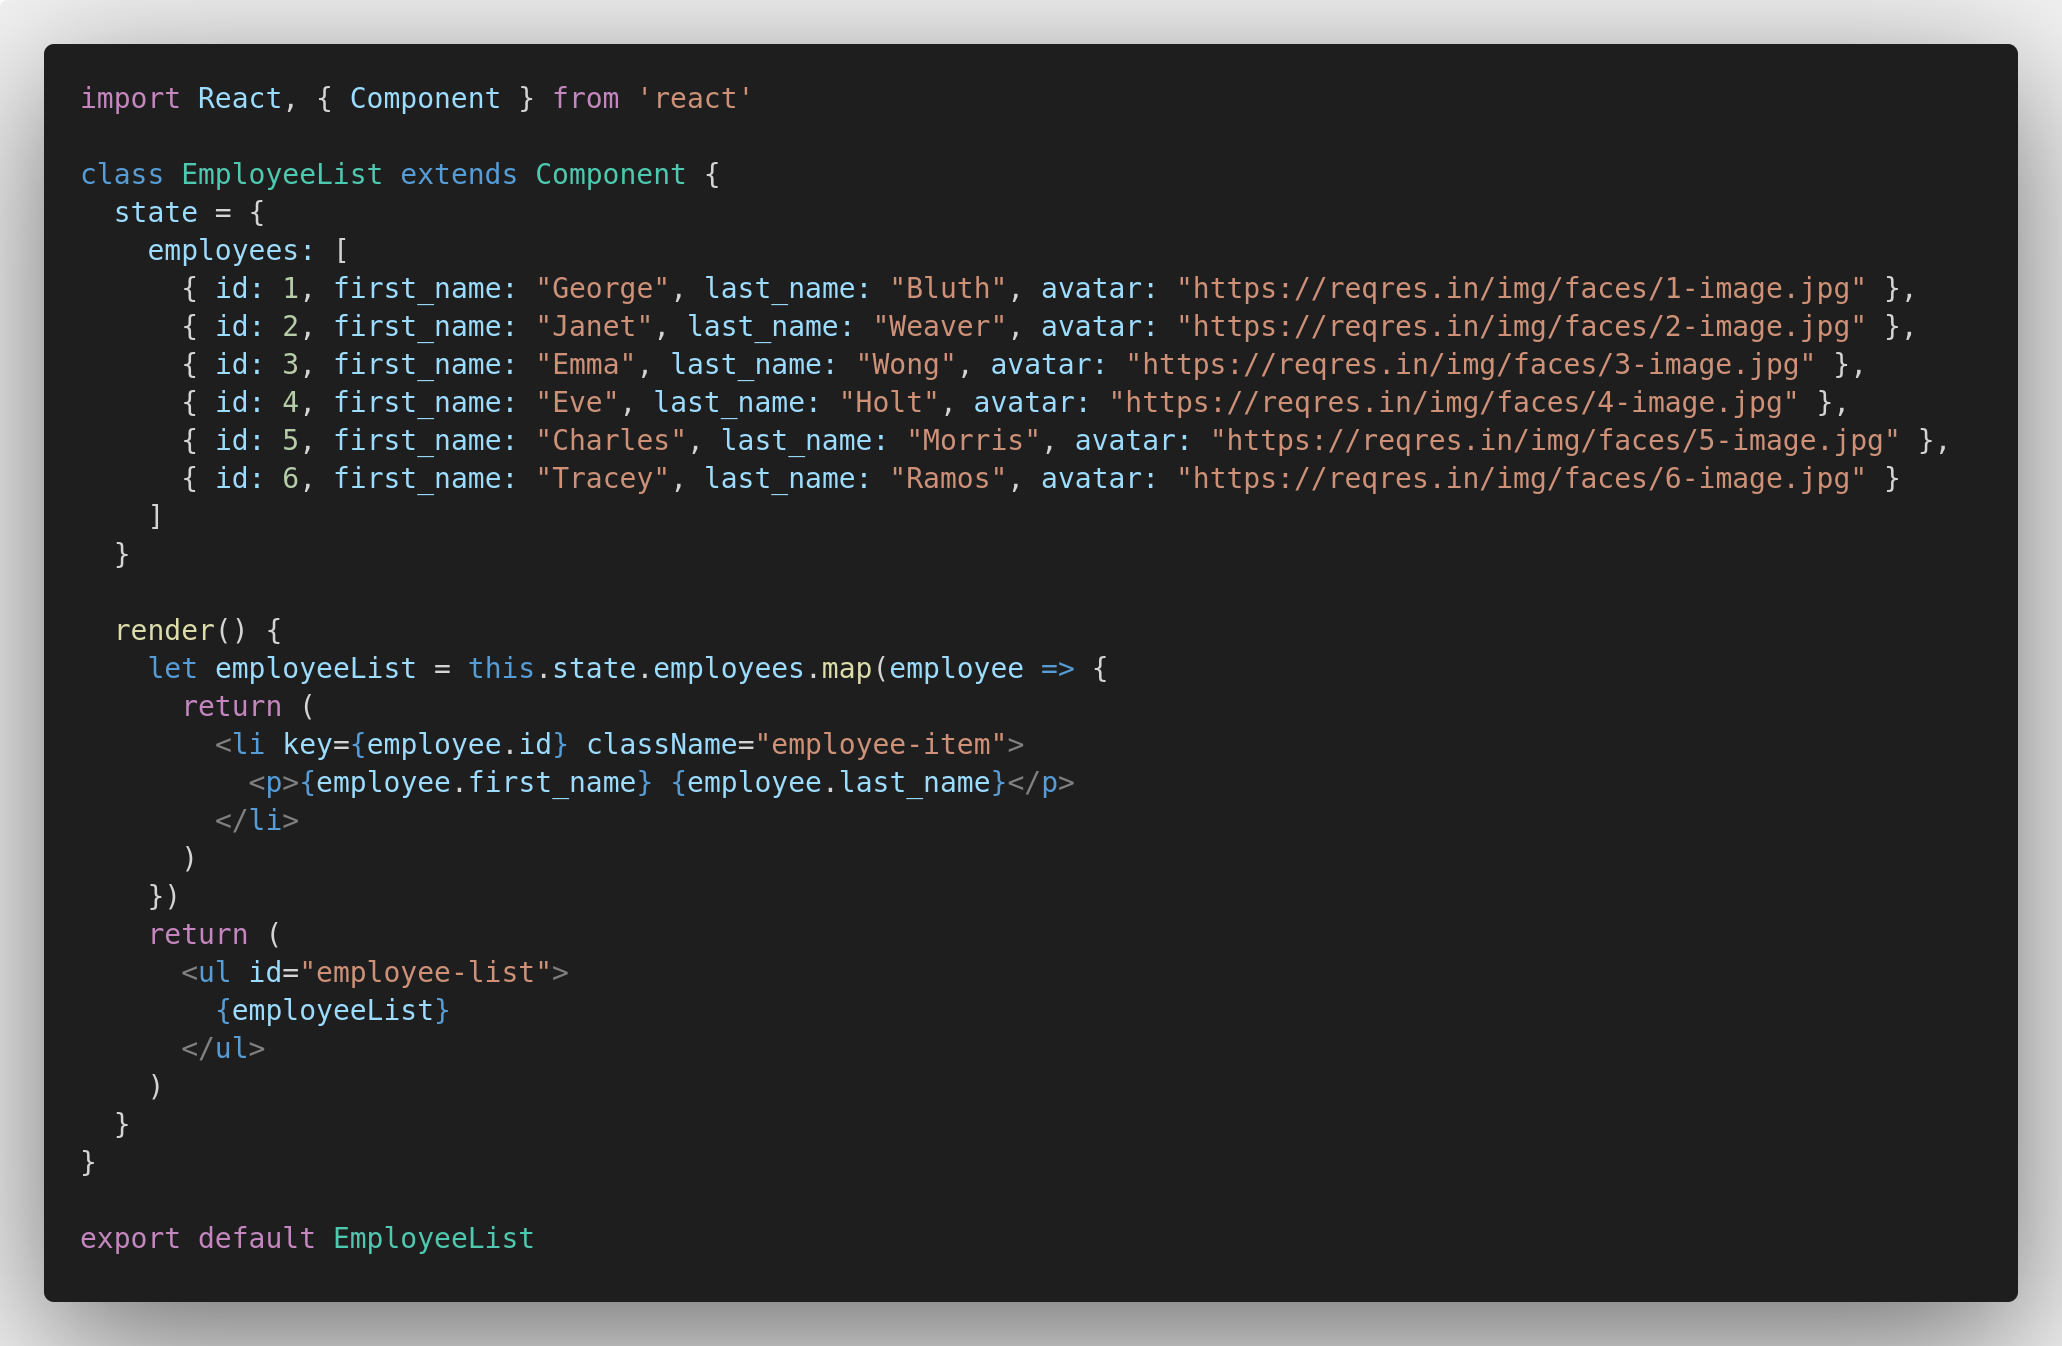 import React, { Component } from 'react'

class EmployeeList extends Component {
  state = {
    employees: [
      { id: 1, first_name: "George", last_name: "Bluth", avatar: "https://reqres.in/img/faces/1-image.jpg" },
      { id: 2, first_name: "Janet", last_name: "Weaver", avatar: "https://reqres.in/img/faces/2-image.jpg" },
      { id: 3, first_name: "Emma", last_name: "Wong", avatar: "https://reqres.in/img/faces/3-image.jpg" },
      { id: 4, first_name: "Eve", last_name: "Holt", avatar: "https://reqres.in/img/faces/4-image.jpg" },
      { id: 5, first_name: "Charles", last_name: "Morris", avatar: "https://reqres.in/img/faces/5-image.jpg" },
      { id: 6, first_name: "Tracey", last_name: "Ramos", avatar: "https://reqres.in/img/faces/6-image.jpg" }
    ]
  }

  render() {
    let employeeList = this.state.employees.map(employee => {
      return (
        <li key={employee.id} className="employee-item">
          <p>{employee.first_name} {employee.last_name}</p>
        </li>
      )
    })
    return (
      <ul id="employee-list">
        {employeeList}
      </ul>
    )
  }
}

export default EmployeeList